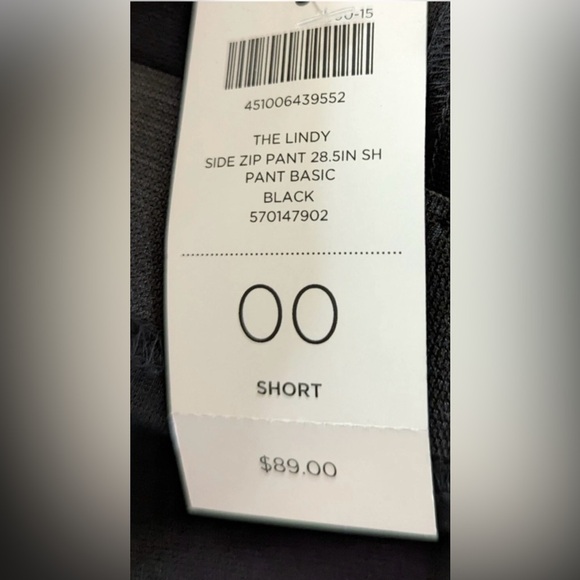 451006439552
THE LINDY
SIDE ZIP PANT 28.5IN SH
PANT BASIC
BLACK
570147902
00
SHORT
$89.00